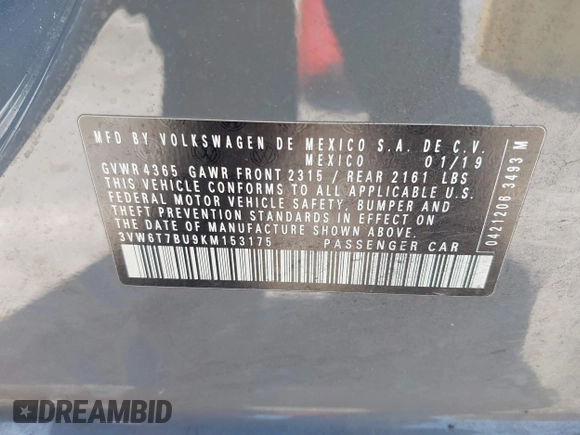 MFD BY VOLKSWAGEN DE MEXICO S.A. DE C.V.
MEXICO 01/19
GVWR 4365 GAWR FRONT 2315 / REAR 2161 LBS
THIS VEHICLE CONFORMS TO ALL APPLICABLE
FEDERAL MOTOR VEHICLE SAFETY, BUMPER AND
THEFT PREVENTION STANDARDS IN EFFECT ON
THE DATE OF MANUFACTURE SHOWN ABOVE.
3VW6T7BU9KM153175 PASSENGER CAR
0421206 3493 M
DREAMBID